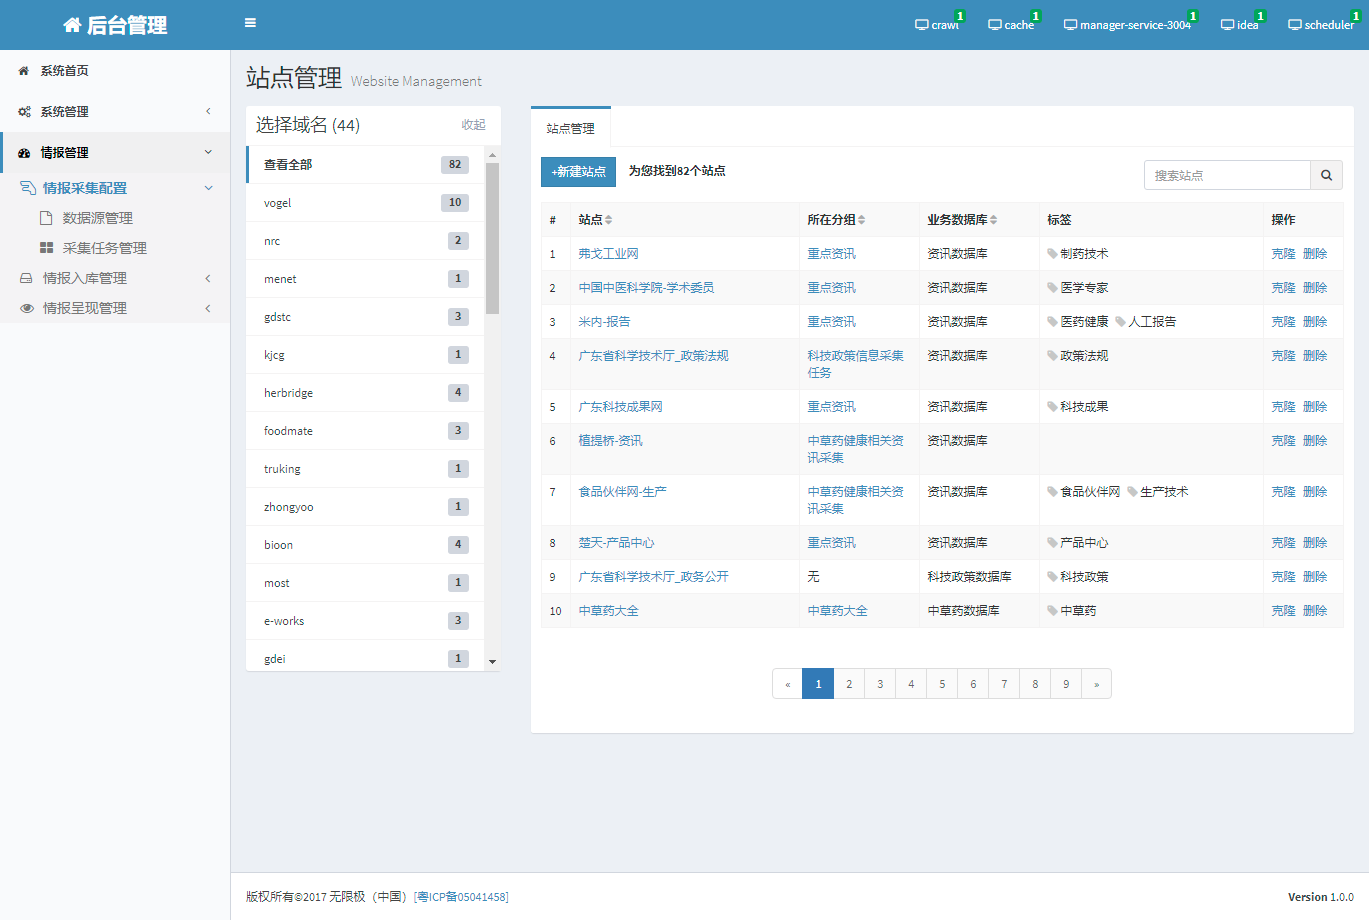 后台管理
crawl 1
cache 1
manager-service-3004 1
idea 1
scheduler 1
系统首页
系统管理
情报管理
情报采集配置
数据源管理
采集任务管理
情报入库管理
情报呈现管理
站点管理 Website Management
选择域名 (44) 收起
查看全部 82
vogel 10
nrc 2
menet 1
gdstc 3
kjcg 1
herbridge 4
foodmate 3
truking 1
zhongyoo 1
bioon 4
most 1
e-works 3
gdei 1
站点管理
+新建站点 为您找到82个站点 搜索站点
# 站点 所在分组 业务数据库 标签 操作
1 弗戈工业网 重点资讯 资讯数据库 制药技术 克隆 删除
2 中国中医科学院-学术委员 重点资讯 资讯数据库 医学专家 克隆 删除
3 米内-报告 重点资讯 资讯数据库 医药健康 人工报告 克隆 删除
4 广东省科学技术厅_政策法规 科技政策信息采集 资讯数据库 政策法规 克隆 删除
任务
5 广东科技成果网 重点资讯 资讯数据库 科技成果 克隆 删除
6 植提桥-资讯 中草药健康相关资 资讯数据库 克隆 删除
讯采集
7 食品伙伴网-生产 中草药健康相关资 资讯数据库 食品伙伴网 生产技术 克隆 删除
讯采集
8 楚天-产品中心 重点资讯 资讯数据库 产品中心 克隆 删除
9 广东省科学技术厅_政务公开 无 科技政策数据库 科技政策 克隆 删除
10 中草药大全 中草药大全 中草药数据库 中草药 克隆 删除
« 1 2 3 4 5 6 7 8 9 »
版权所有©2017 无限极（中国）[粤ICP备05041458] Version 1.0.0